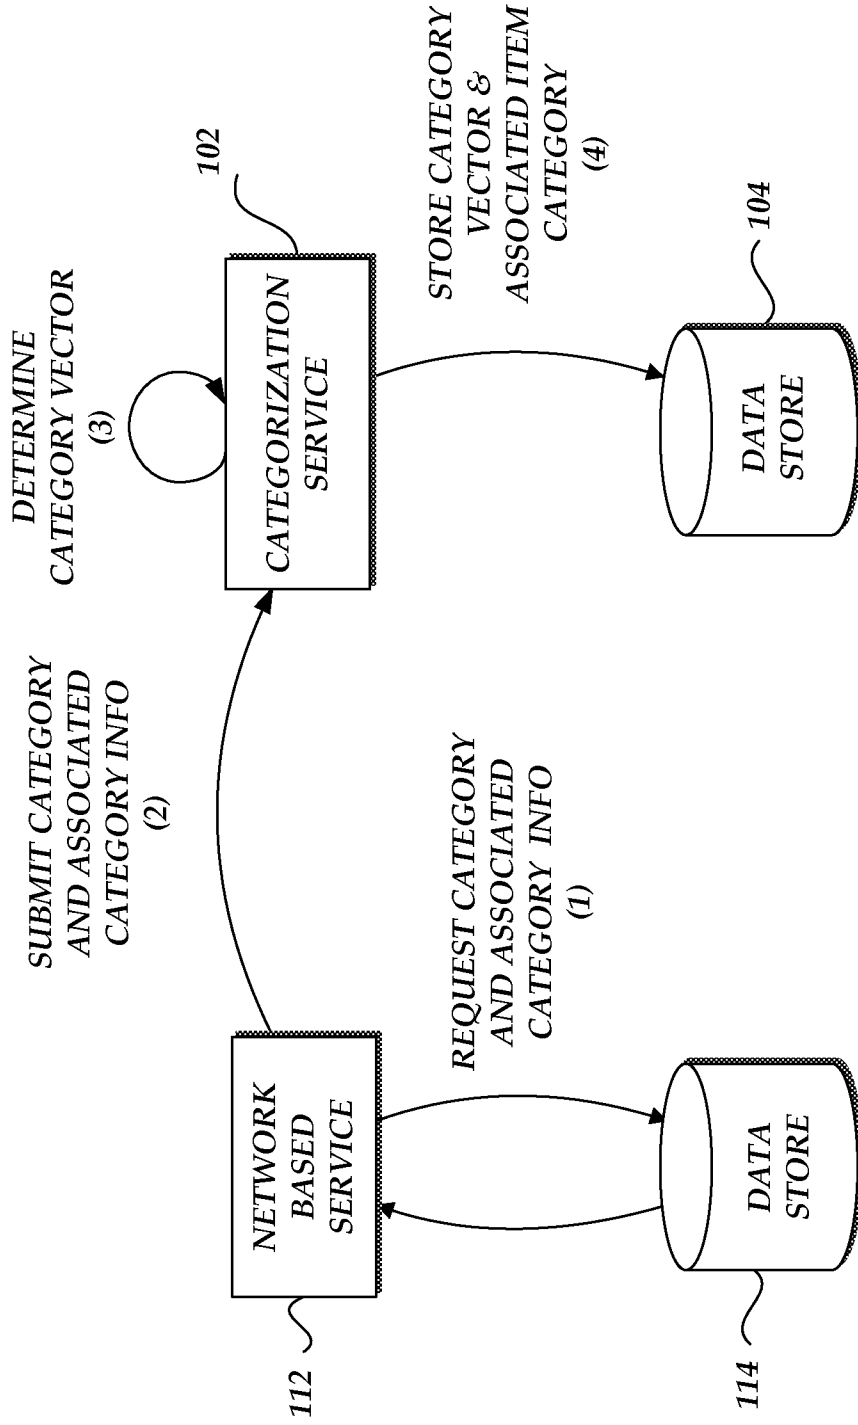 SUBMIT CATEGORY
AND ASSOCIATED
CATEGORY INFO
(2)
DETERMINE
CATEGORY VECTOR
(3)
102
NETWORK
BASED
SERVICE
112
CATEGORIZATION
SERVICE
REQUEST CATEGORY
AND ASSOCIATED
CATEGORY INFO
(1)
STORE CATEGORY
VECTOR &
ASSOCIATED ITEM
CATEGORY
(4)
114
DATA
STORE
DATA
STORE
104